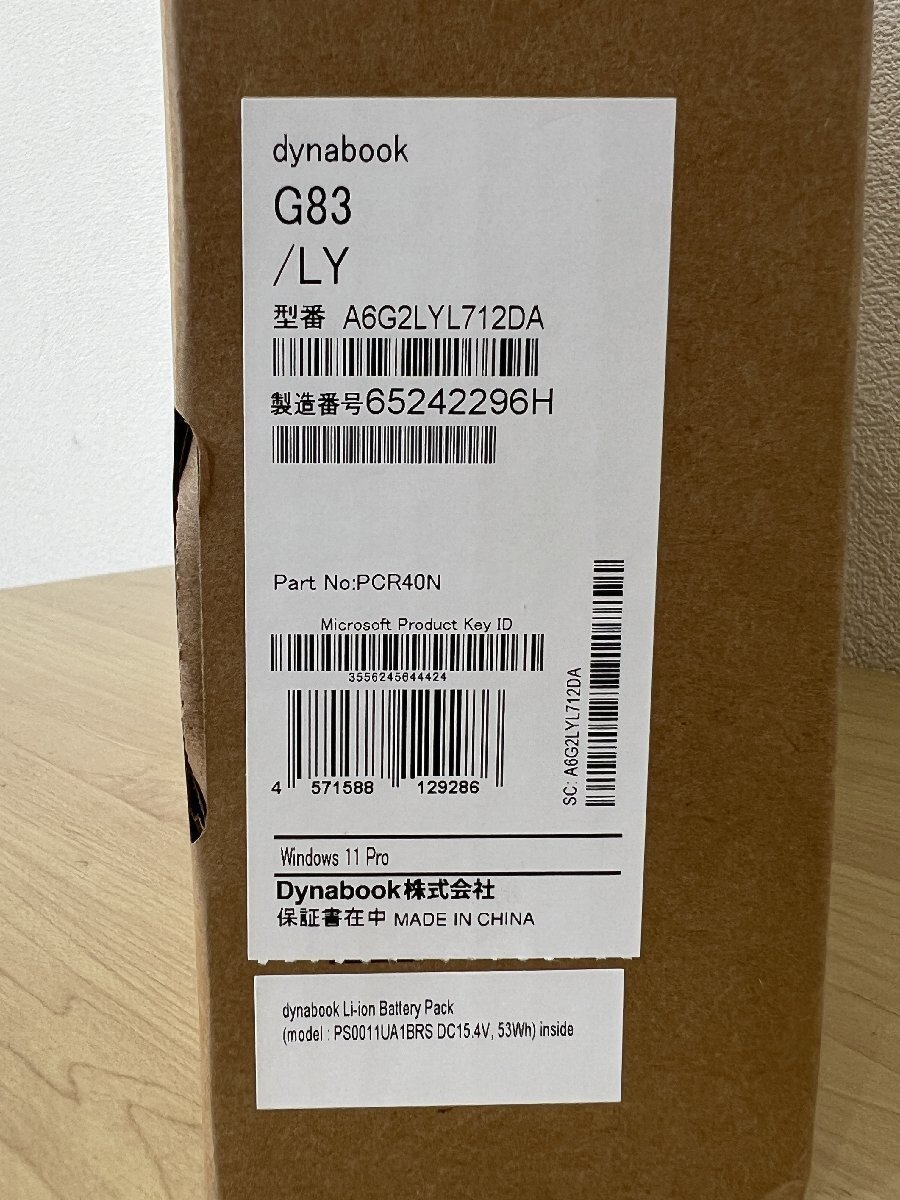 dynabook
G83
/LY
型番 A6G2LYL712DA
製造番号65242296H
Part No:PCR40N
Microsoft Product Key ID
3556245644424
4 571588 129286
SC: A6G2LYL712DA
Windows 11 Pro
Dynabook株式会社
保証書在中 MADE IN CHINA
dynabook Li-ion Battery Pack
(model : PS0011UA1BRS DC15.4V, 53Wh) inside